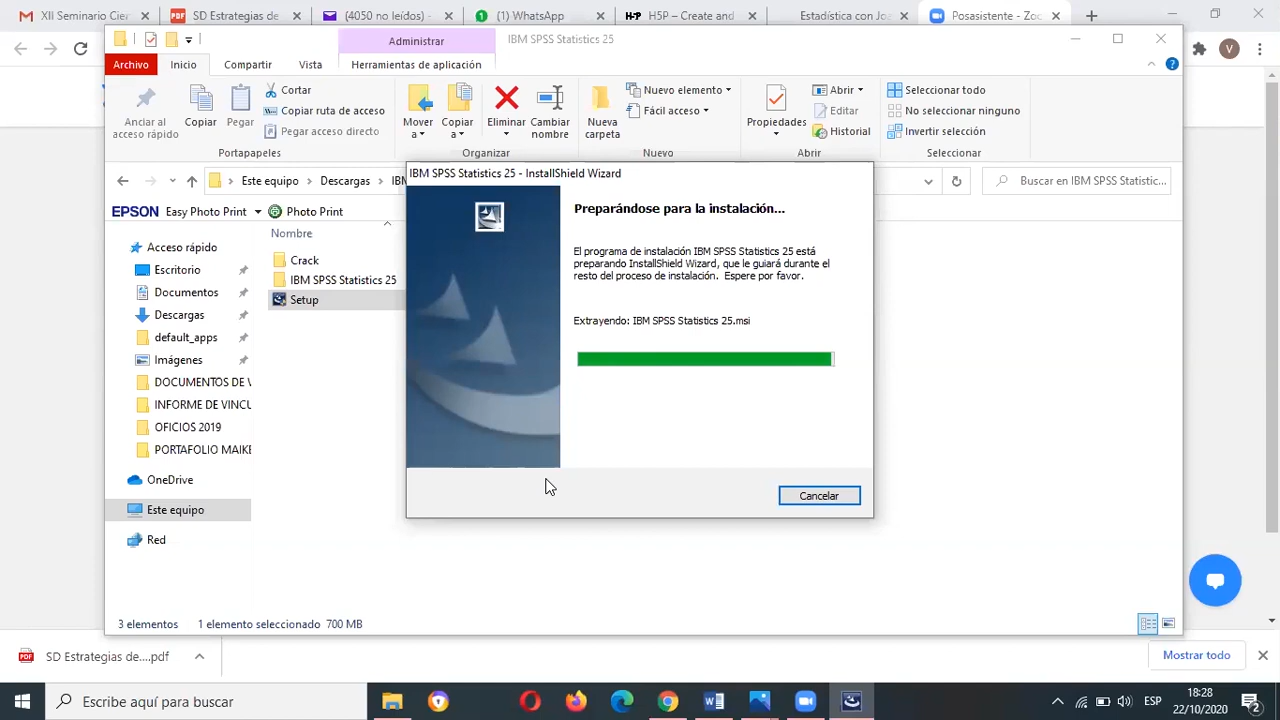 XII Seminario Cien
SD Estrategias de
(4050 no leídos)
(1) WhatsApp
H5P – Create and
Estadística con Joa
Posasistente - Zoo
Administrar
IBM SPSS Statistics 25
Archivo
Inicio
Compartir
Vista
Herramientas de aplicación
Anclar al acceso rápido
Copiar
Pegar
Cortar
Copiar ruta de acceso
Pegar acceso directo
Mover a
Copiar a
Eliminar
Cambiar nombre
Nueva carpeta
Nuevo elemento
Fácil acceso
Propiedades
Abrir
Editar
Historial
Seleccionar todo
No seleccionar ninguno
Invertir selección
Portapapeles
Organizar
Nuevo
Abrir
Seleccionar
Este equipo
Descargas
Buscar en IBM SPSS Statistic...
EPSON Easy Photo Print
Photo Print
Acceso rápido
Escritorio
Documentos
Descargas
default_apps
Imágenes
DOCUMENTOS DE V
INFORME DE VINCU
OFICIOS 2019
PORTAFOLIO MAIKE
OneDrive
Este equipo
Red
Nombre
Crack
IBM SPSS Statistics 25
Setup
IBM SPSS Statistics 25 - InstallShield Wizard
Preparándose para la instalación...
El programa de instalación IBM SPSS Statistics 25 está
preparando InstallShield Wizard, que le guiará durante el
resto del proceso de instalación. Espere por favor.
Extrayendo: IBM SPSS Statistics 25.msi
Cancelar
3 elementos
1 elemento seleccionado 700 MB
SD Estrategias de....pdf
Mostrar todo
Escribe aquí para buscar
ESP
18:28
22/10/2020
2